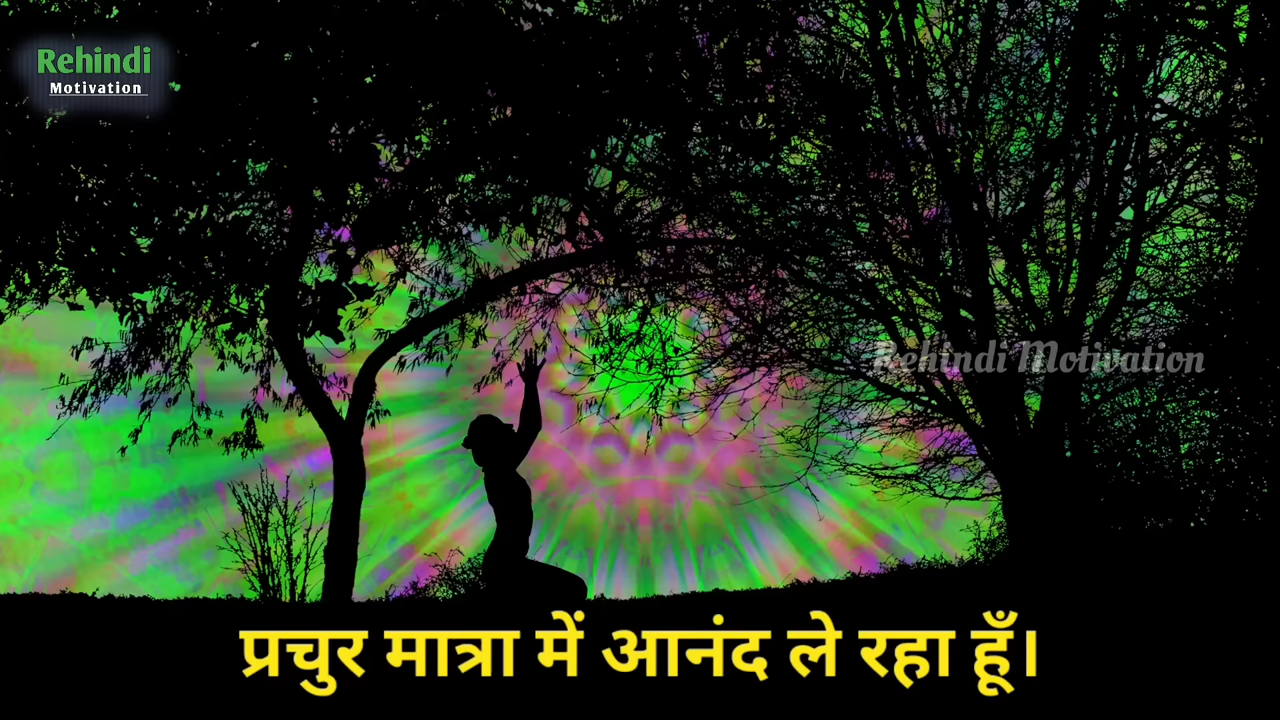 Rehindi
Motivation
Rehindi Motivation
प्रचुर मात्रा में आनंद ले रहा हूँ।